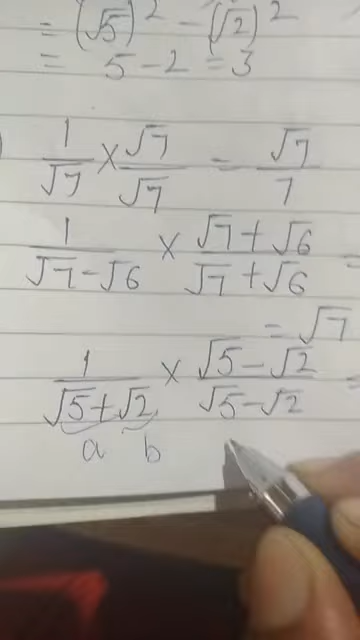 = (√5)² - (√2)²
= 5 - 2 = 3
) 1/√7 × √7/√7 = √7/7
1/(√7-√6) × (√7+√6)/(√7+√6) =
= √7
1/(√5+√2) × (√5-√2)/(√5-√2) =
a b